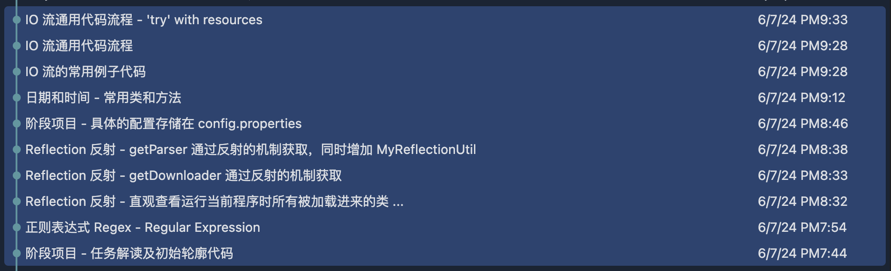 IO 流通用代码流程 - 'try' with resources 6/7/24 PM9:33
IO 流通用代码流程 6/7/24 PM9:28
IO 流的常用例子代码 6/7/24 PM9:28
日期和时间 - 常用类和方法 6/7/24 PM9:12
阶段项目 - 具体的配置存储在 config.properties 6/7/24 PM8:46
Reflection 反射 - getParser 通过反射的机制获取，同时增加 MyReflectionUtil 6/7/24 PM8:38
Reflection 反射 - getDownloader 通过反射的机制获取 6/7/24 PM8:33
Reflection 反射 - 直观查看运行当前程序时所有被加载进来的类 ... 6/7/24 PM8:32
正则表达式 Regex - Regular Expression 6/7/24 PM7:54
阶段项目 - 任务解读及初始轮廓代码 6/7/24 PM7:44